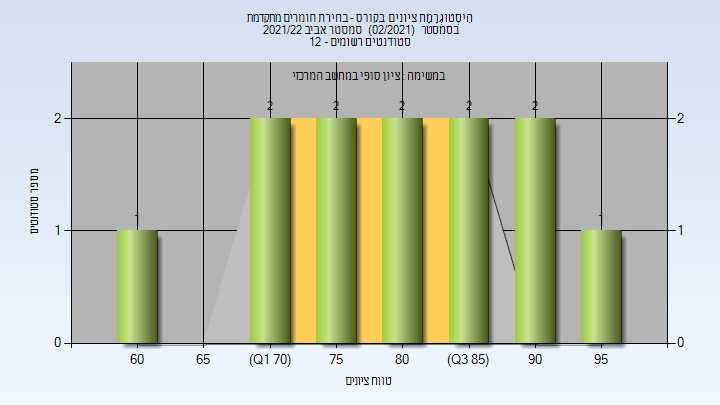 היסטוגרמת ציונים בקורס - בחירת חומרים מתקדמת
בסמסטר (02/2021) סמסטר אביב 2021/22
סטודנטים רשומים - 12
במשימה : ציון סופי במחשב המרכזי
2 2 2 2 2
2 2
מספר סטודנטים
1 1
1 1
0 0
60 65 (Q1 70) 75 80 (Q3 85) 90 95
טווח ציונים